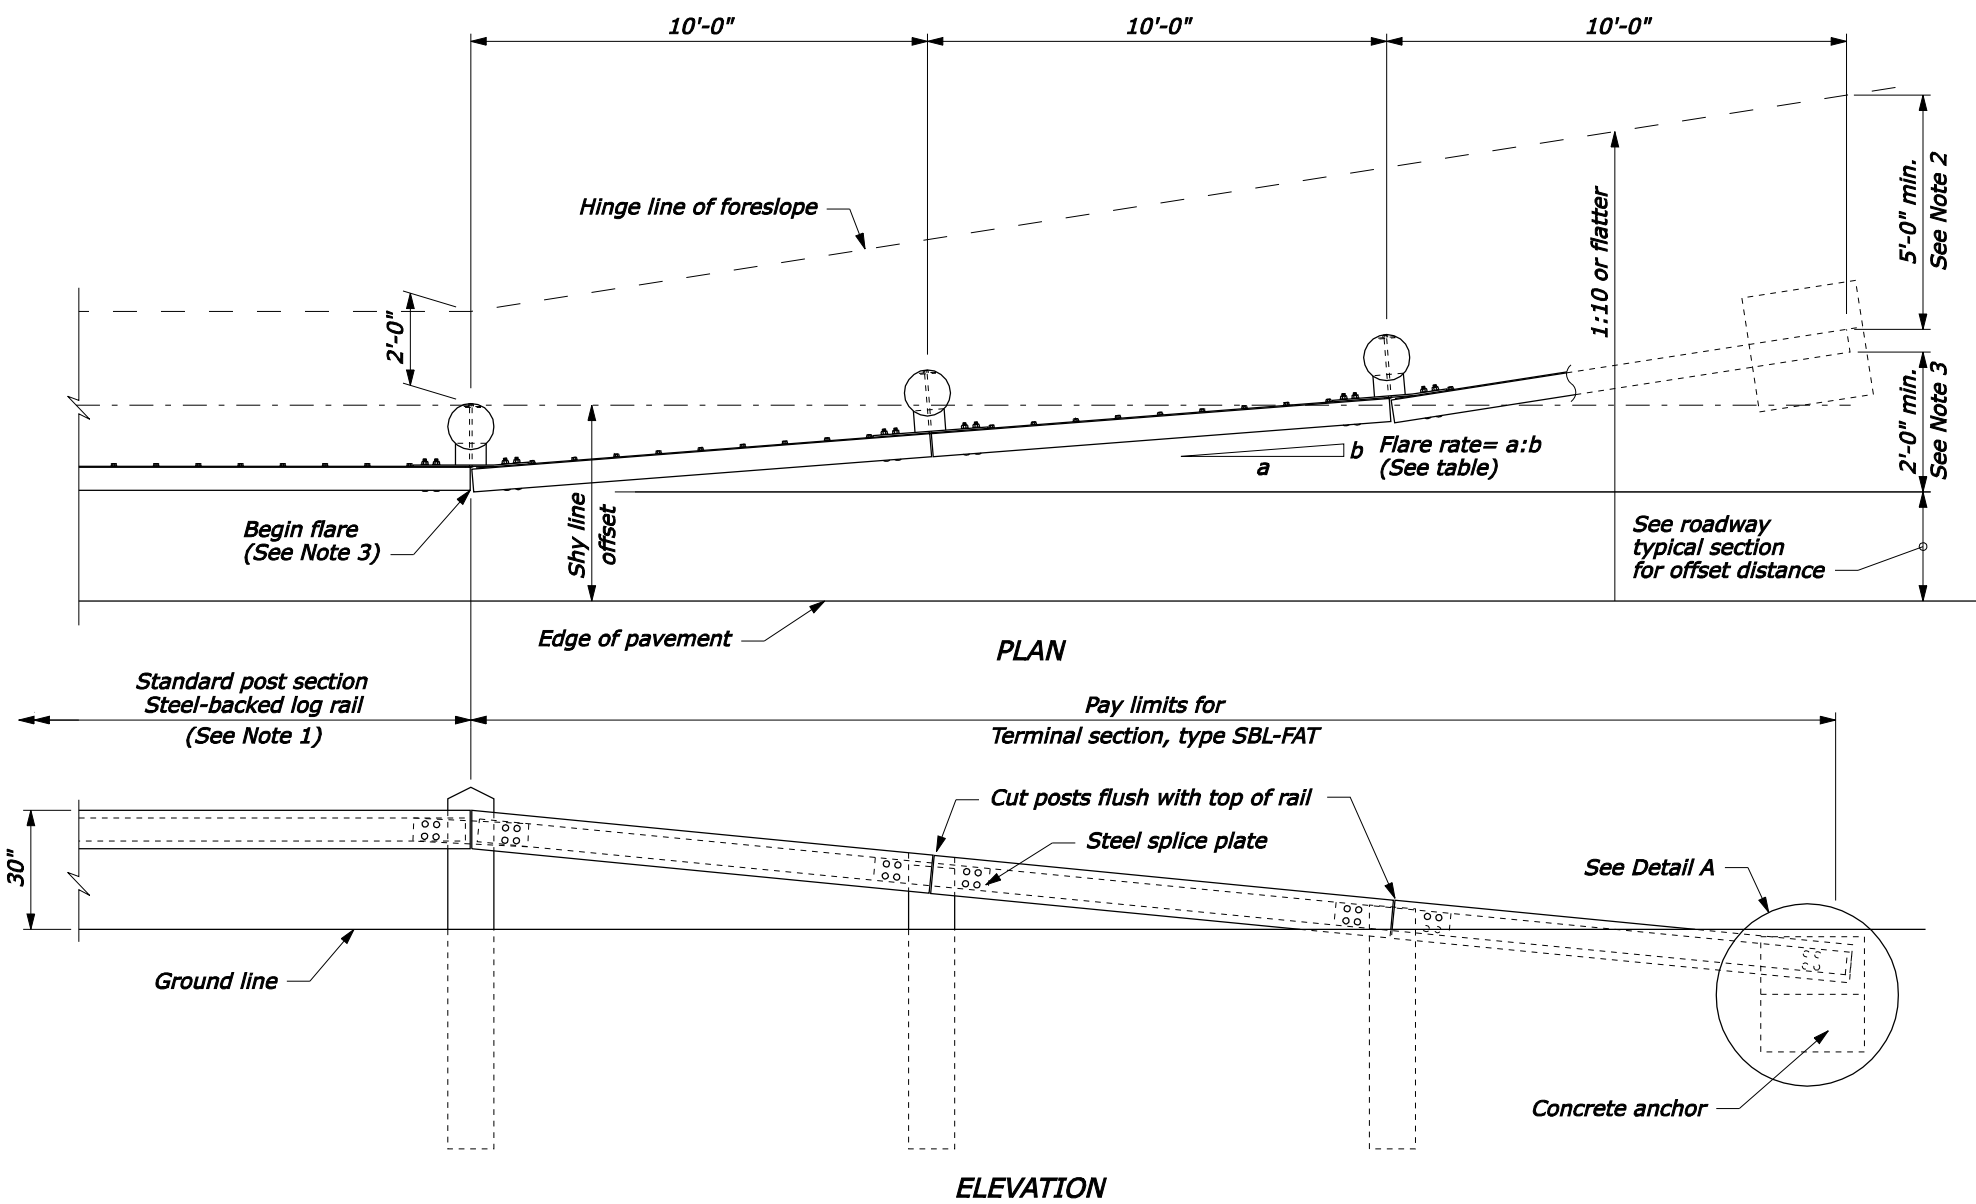 10'-0"
10'-0"
10'-0"
Hinge line of foreslope
2'-0"
1:10 or flatter
5'-0" min.
See Note 2
2'-0" min.
See Note 3
b
a
Flare rate= a:b
(See table)
Begin flare
(See Note 3)
Shy line
offset
See roadway
typical section
for offset distance
Edge of pavement
PLAN
Standard post section
Steel-backed log rail
(See Note 1)
Pay limits for
Terminal section, type SBL-FAT
Cut posts flush with top of rail
Steel splice plate
See Detail A
30"
Ground line
Concrete anchor
ELEVATION